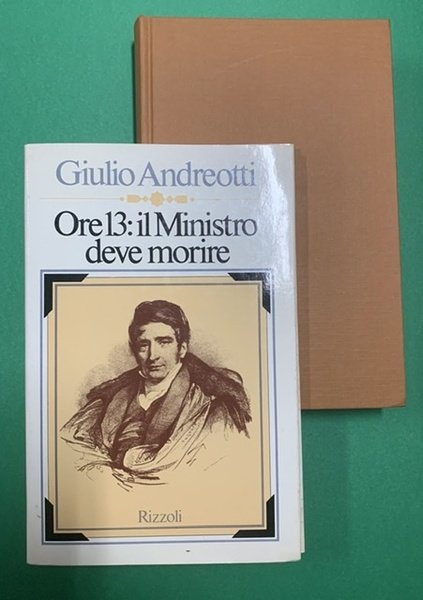 Giulio Andreotti
Ore 13: il Ministro
deve morire
Rizzoli